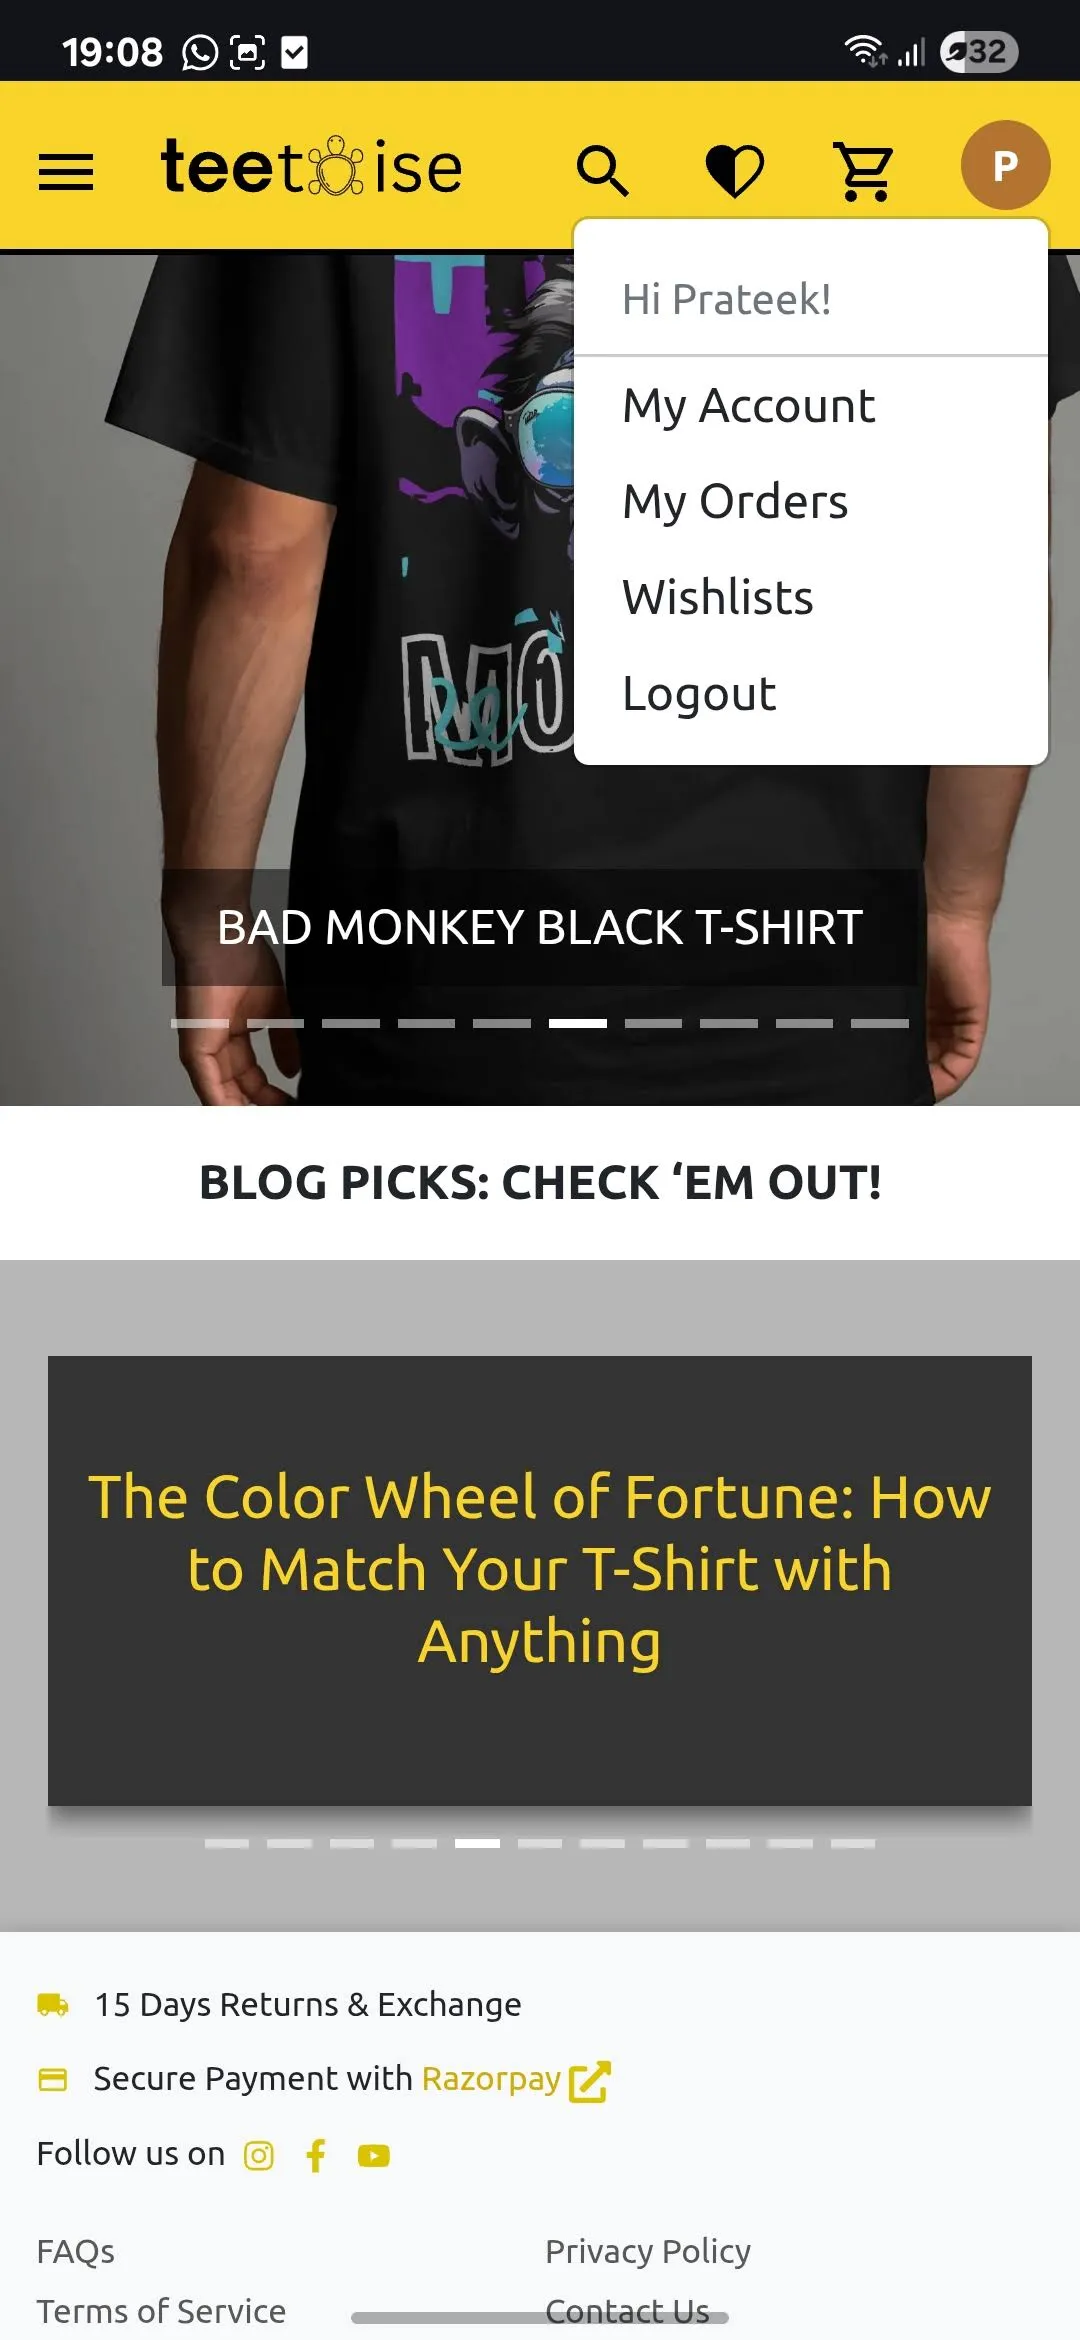 19:08
32
teetoise
P
Hi Prateek!
My Account
My Orders
Wishlists
Logout
MO
BAD MONKEY BLACK T-SHIRT
BLOG PICKS: CHECK ‘EM OUT!
The Color Wheel of Fortune: How
to Match Your T-Shirt with
Anything
15 Days Returns & Exchange
Secure Payment with Razorpay
Follow us on
FAQs
Privacy Policy
Terms of Service
Contact Us